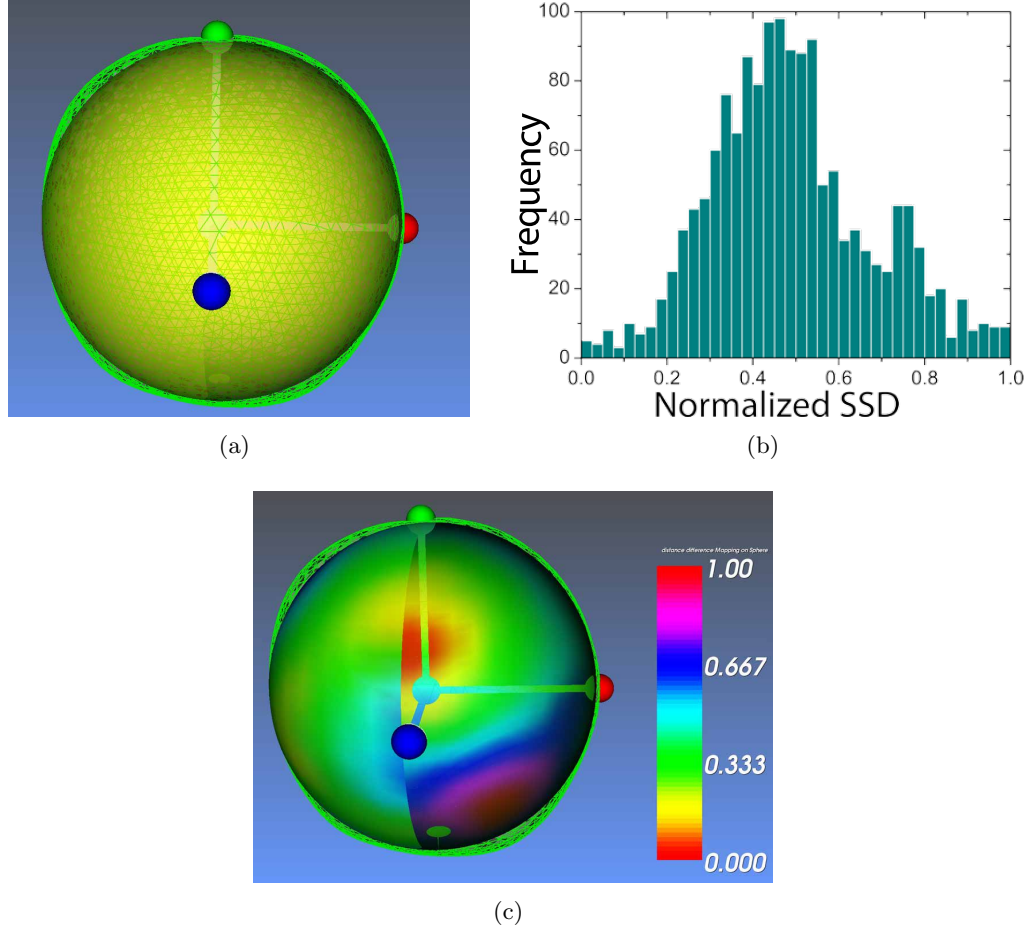 100
80
60
40
20
0
Frequency
0.0 0.2 0.4 0.6 0.8 1.0
Normalized SSD
(a)
(b)
distance difference Mapping on Sphere
1.00
0.667
0.333
0.000
(c)